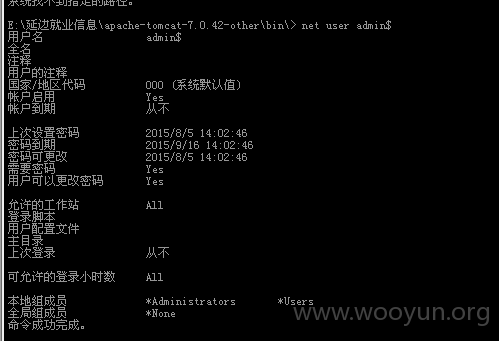 系统找不到指定的路径。
E:\延边就业信息\apache-tomcat-7.0.42-other\bin\> net user admin$
用户名 admin$
全名
注释
用户的注释
国家/地区代码 000 (系统默认值)
帐户启用 Yes
帐户到期 从不
上次设置密码 2015/8/5 14:02:46
密码到期 2015/9/16 14:02:46
密码可更改 2015/8/5 14:02:46
需要密码 Yes
用户可以更改密码 Yes
允许的工作站 All
登录脚本
用户配置文件
主目录
上次登录 从不
可允许的登录小时数 All
本地组成员 *Administrators *Users
全局组成员 *None
命令成功完成。
www.wooyun.org